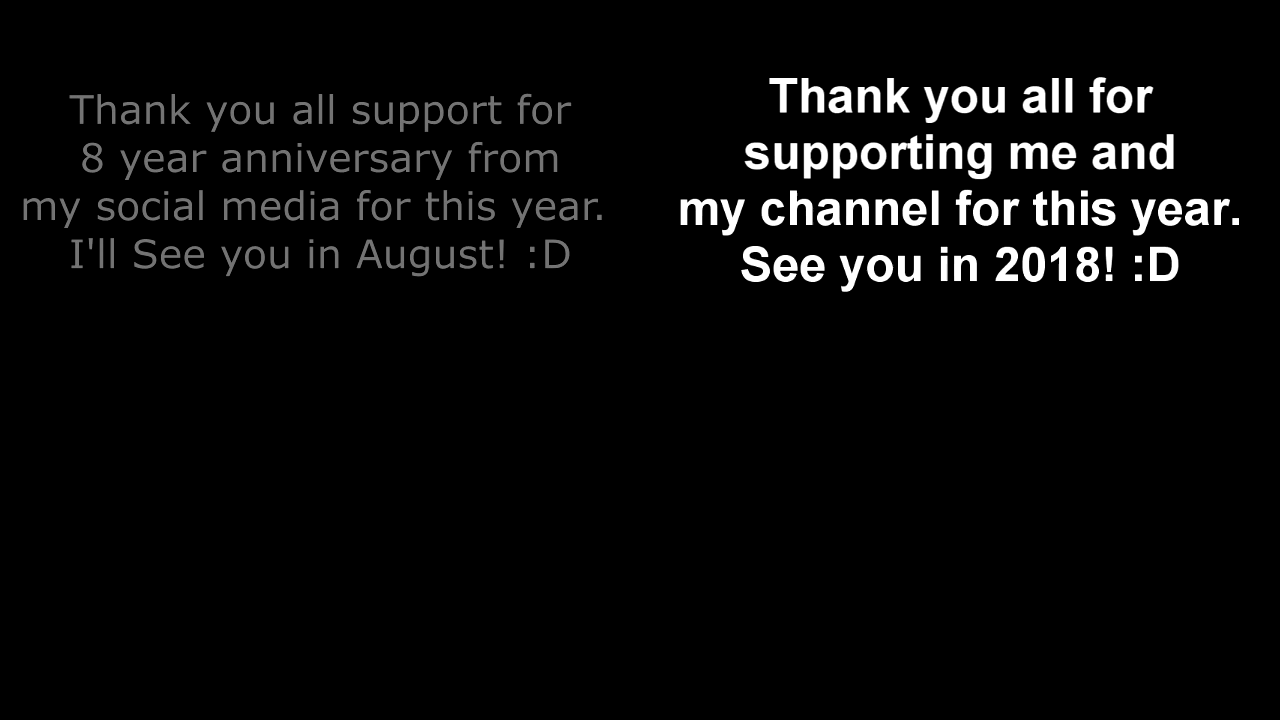 Thank you all support for
8 year anniversary from
my social media for this year.
I'll See you in August! :D
Thank you all for
supporting me and
my channel for this year.
See you in 2018! :D